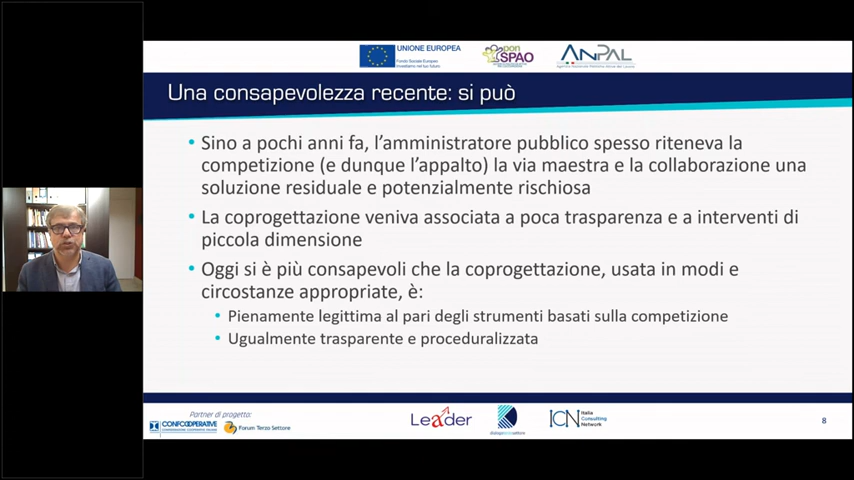 UNIONE EUROPEA
Fondo Sociale Europeo
Investiamo nel tuo futuro
pon
SPAO
ANPAL
Una consapevolezza recente: si può
• Sino a pochi anni fa, l'amministratore pubblico spesso riteneva la
competizione (e dunque l'appalto) la via maestra e la collaborazione una
soluzione residuale e potenzialmente rischiosa
• La coprogettazione veniva associata a poca trasparenza e a interventi di
piccola dimensione
• Oggi si è più consapevoli che la coprogettazione, usata in modi e
circostanze appropriate, è:
• Pienamente legittima al pari degli strumenti basati sulla competizione
• Ugualmente trasparente e proceduralizzata
Partner di progetto:
CONFCOOPERATIVE
Forum Terzo Settore
Leader
ICN Italia
Consulting
Network
8